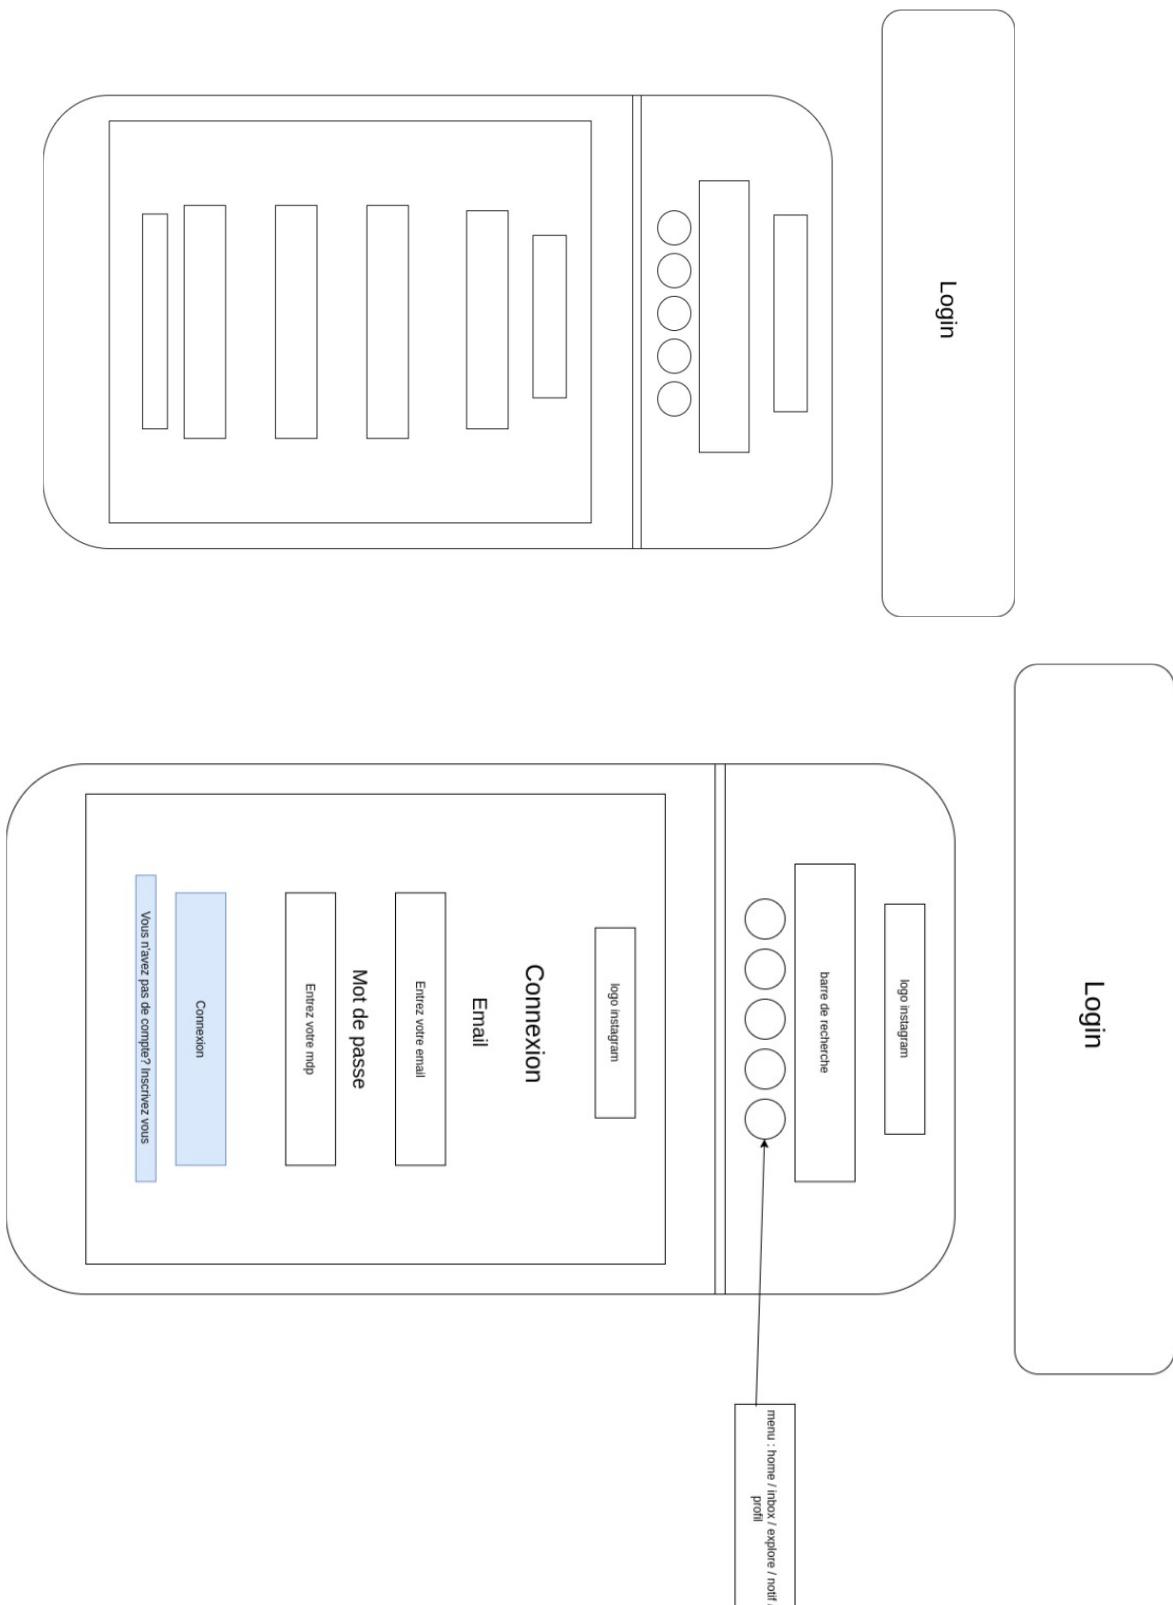 Login
Login
logo instagram
barre de recherche
menu : home / inbox / explore / notif /
profil
logo instagram
Connexion
Email
Entrez votre email
Mot de passe
Entrez votre mdp
Connexion
Vous n'avez pas de compte? Inscrivez vous